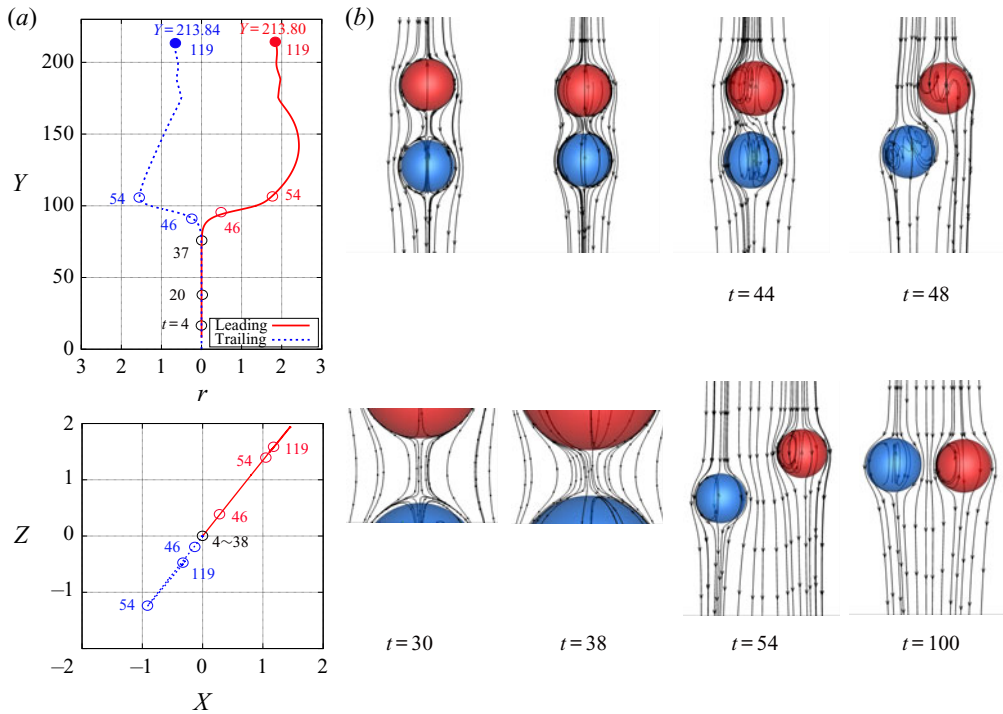 (a)
(b)
Y = 213.84
Y = 213.80
200
119
119
150
Y
54
54
100
46
46
37
50
20
t = 4
Leading
Trailing
0
3
2
1
0
1
2
3
r
2
119
1
54
46
Z
0
46
4~38
119
−1
54
−2
−1
0
1
2
X
t = 44
t = 48
t = 30
t = 38
t = 54
t = 100